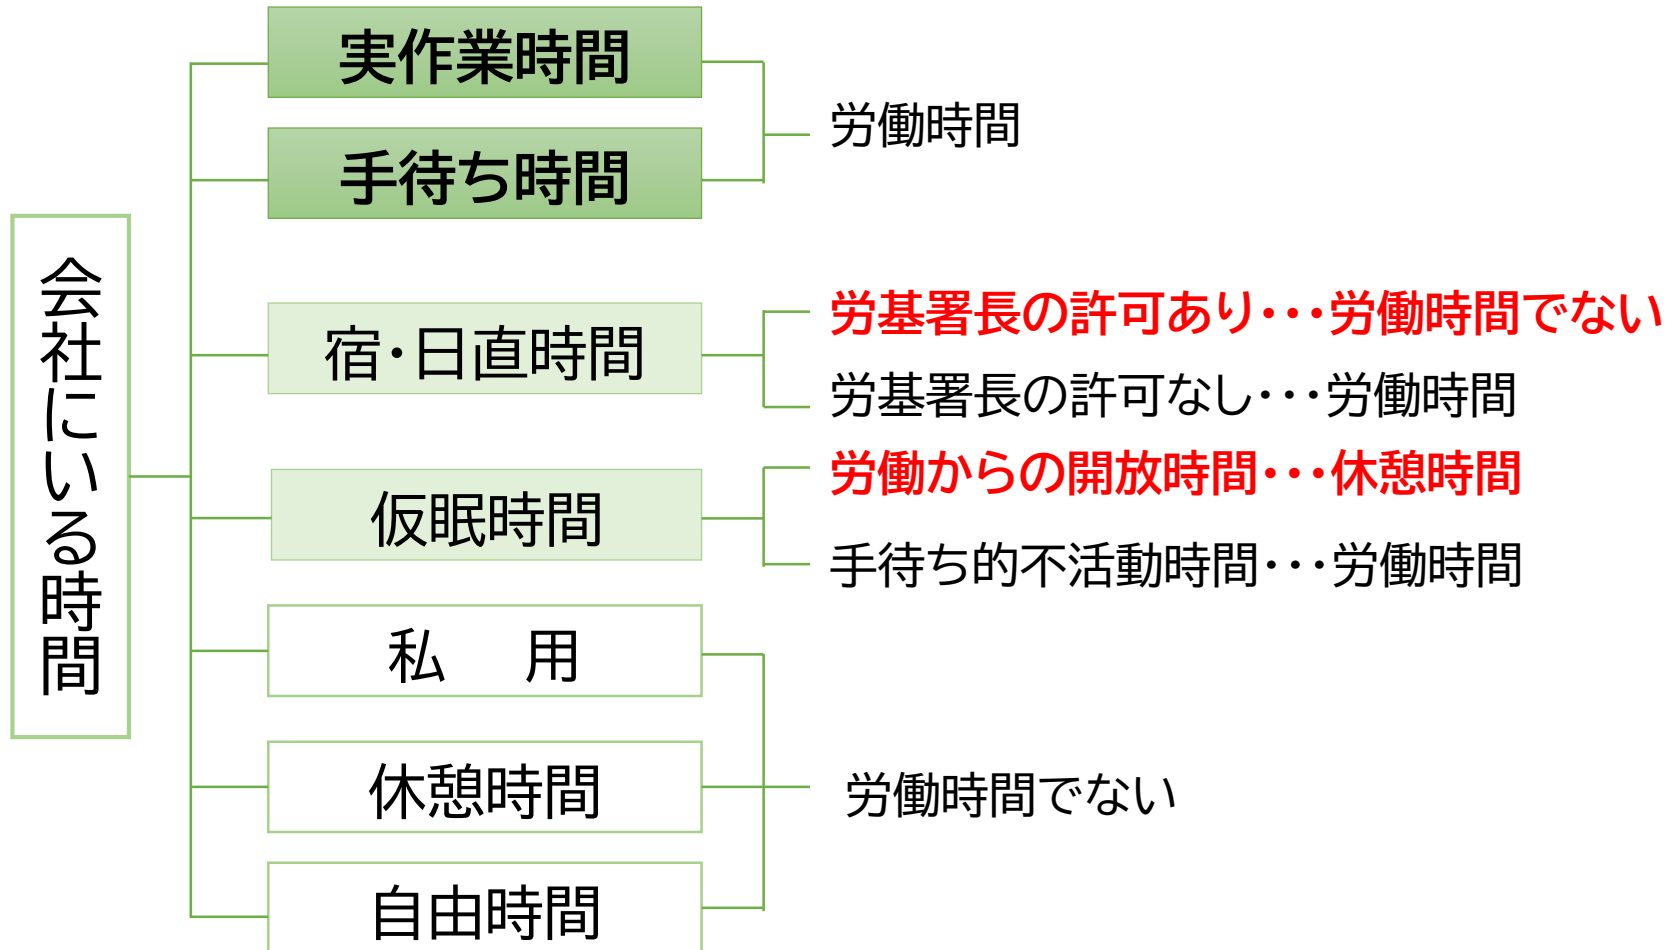 会社にいる時間
実作業時間
手待ち時間
労働時間
宿・日直時間
労基署長の許可あり・・・労働時間でない
労基署長の許可なし・・・労働時間
仮眠時間
労働からの開放時間・・・休憩時間
手待ち的不活動時間・・・労働時間
私　用
休憩時間
自由時間
労働時間でない